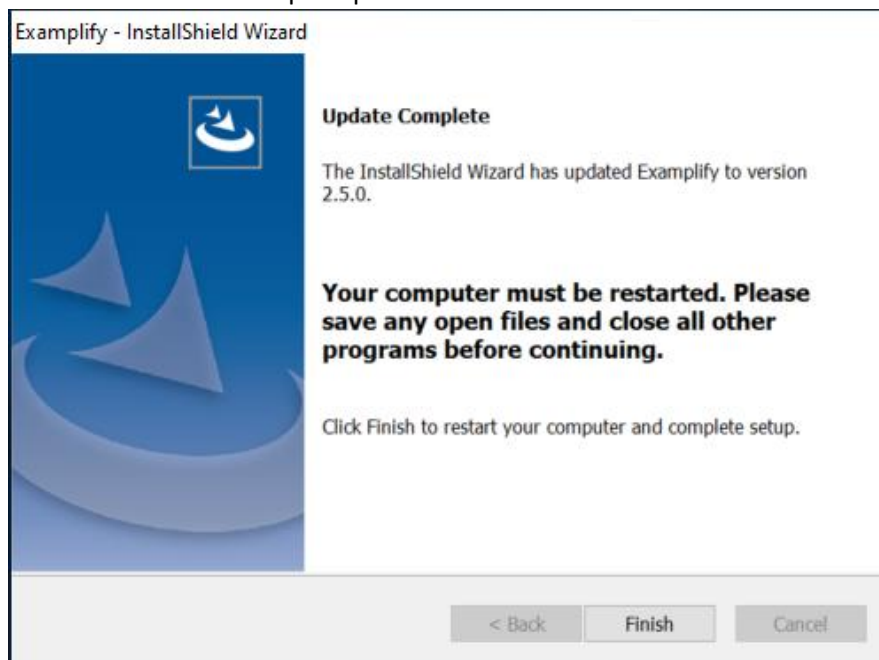 Examplify - InstallShield Wizard
Update Complete
The InstallShield Wizard has updated Examplify to version
2.5.0.
Your computer must be restarted. Please
save any open files and close all other
programs before continuing.
Click Finish to restart your computer and complete setup.
< Back
Finish
Cancel